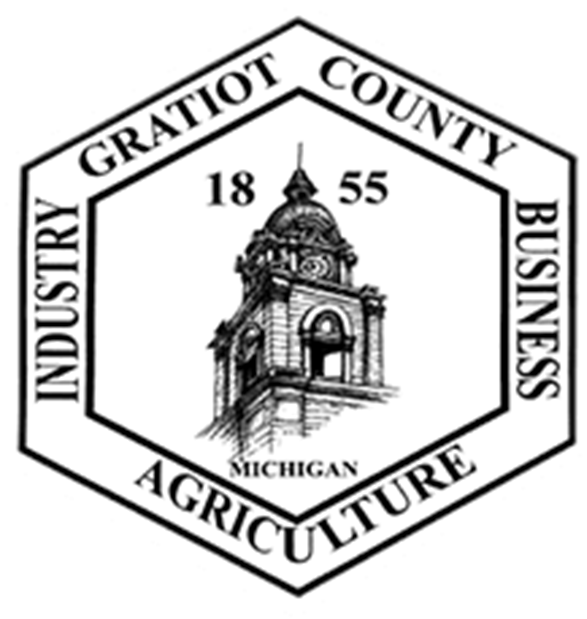 GRATIOT COUNTY
18 55
INDUSTRY
BUSINESS
MICHIGAN
AGRICULTURE